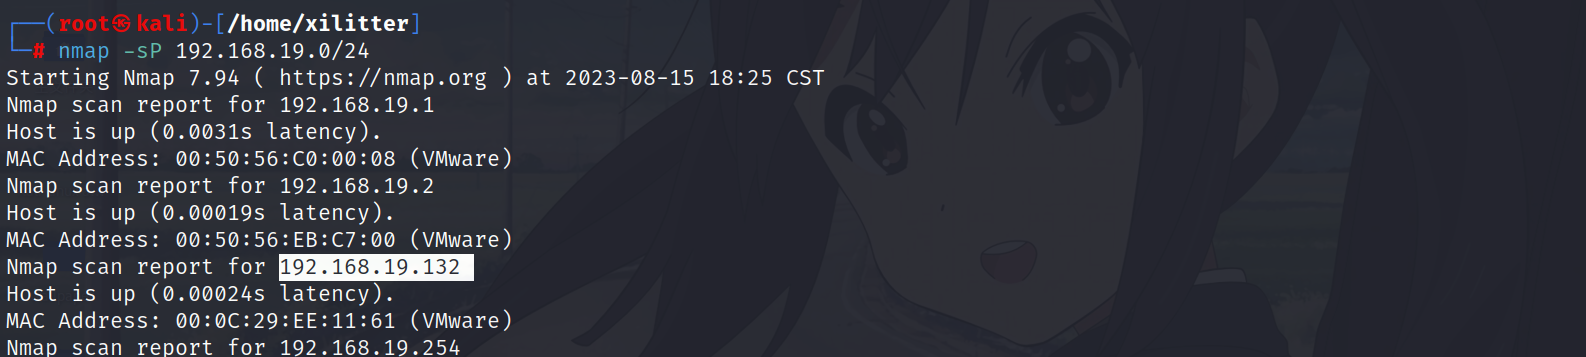 ┌──(root㉿kali)-[/home/xilitter]
└─# nmap -sP 192.168.19.0/24
Starting Nmap 7.94 ( https://nmap.org ) at 2023-08-15 18:25 CST
Nmap scan report for 192.168.19.1
Host is up (0.0031s latency).
MAC Address: 00:50:56:C0:00:08 (VMware)
Nmap scan report for 192.168.19.2
Host is up (0.00019s latency).
MAC Address: 00:50:56:EB:C7:00 (VMware)
Nmap scan report for 192.168.19.132
Host is up (0.00024s latency).
MAC Address: 00:0C:29:EE:11:61 (VMware)
Nmap scan report for 192.168.19.254